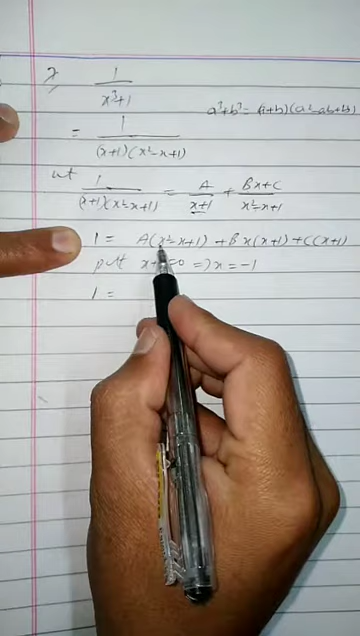 7 1/(x³+1)
a³+b³=(a+b)(a²-ab+b²)
= 1/((x+1)(x²-x+1))
let 1/((x+1)(x²-x+1)) = A/(x+1) + (Bx+C)/(x²-x+1)
1 = A(x²-x+1) + Bx(x+1) + C(x+1)
put x+1=0 => x = -1
1 =